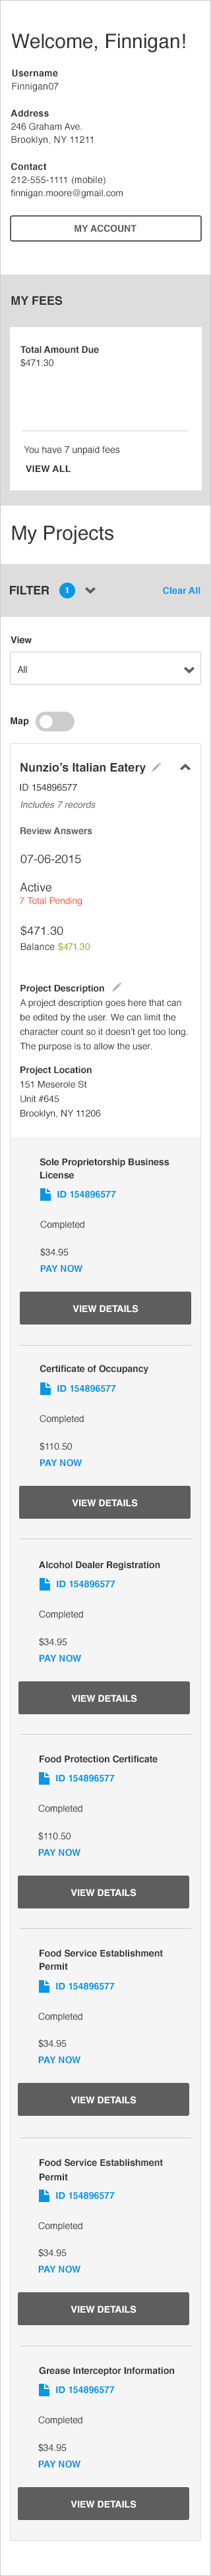 Welcome, Finnigan!
Username
Finnigan07
Address
246 Graham Ave.
Brooklyn, NY 11211
Contact
212-555-1111 (mobile)
finnigan.moore@gmail.com
MY ACCOUNT
MY FEES
Total Amount Due
$471.30
You have 7 unpaid fees
VIEW ALL
My Projects
FILTER 1 Clear All
View
All
Map
Nunzio's Italian Eatery
ID 154896577
Includes 7 records
Review Answers
07-06-2015
Active
7 Total Pending
$471.30
Balance $471.30
Project Description
A project description goes here that can
be edited by the user. We can limit the
character count so it doesn't get too long.
The purpose is to allow the user.
Project Location
151 Meserole St
Unit #645
Brooklyn, NY 11206
Sole Proprietorship Business
License
ID 154896577
Completed
$34.95
PAY NOW
VIEW DETAILS
Certificate of Occupancy
ID 154896577
Completed
$110.50
PAY NOW
VIEW DETAILS
Alcohol Dealer Registration
ID 154896577
Completed
$34.95
PAY NOW
VIEW DETAILS
Food Protection Certificate
ID 154896577
Completed
$110.50
PAY NOW
VIEW DETAILS
Food Service Establishment
Permit
ID 154896577
Completed
$34.95
PAY NOW
VIEW DETAILS
Food Service Establishment
Permit
ID 154896577
Completed
$34.95
PAY NOW
VIEW DETAILS
Grease Interceptor Information
ID 154896577
Completed
$34.95
PAY NOW
VIEW DETAILS